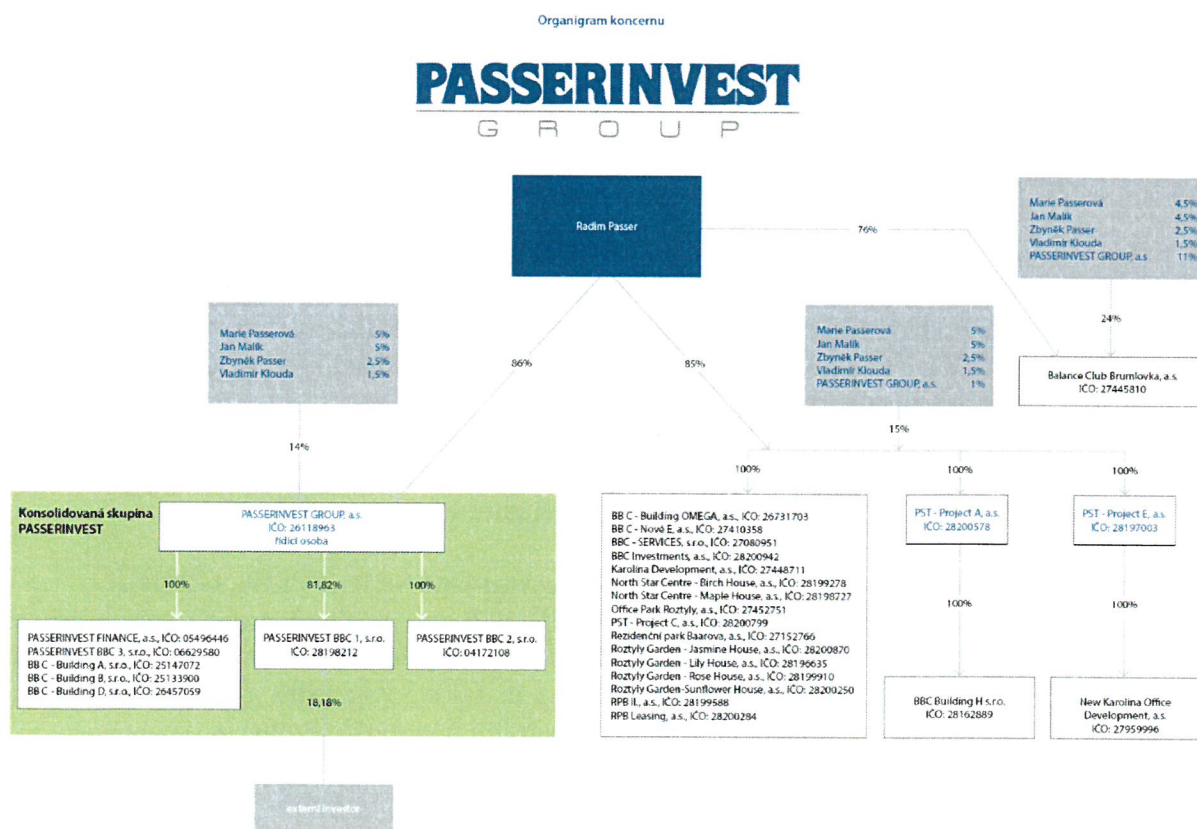 Organigram koncernu
PASSERINVEST
GROUP
Radim Passer
Marie Passerová 4,5%
Jan Malík 4,5%
Zbyněk Passer 2,5%
Vladimír Klouda 1,5%
PASSERINVEST GROUP, a.s. 11%
76%
24%
Balance Club Brumlovka, a.s.
IČO: 27445810
Marie Passerová 5%
Jan Malík 5%
Zbyněk Passer 2,5%
Vladimír Klouda 1,5%
14%
86%
85%
Marie Passerová 5%
Jan Malík 5%
Zbyněk Passer 2,5%
Vladimír Klouda 1,5%
PASSERINVEST GROUP, a.s. 1%
15%
Konsolidovaná skupina
PASSERINVEST
PASSERINVEST GROUP, a.s.
IČO: 26118963
řídící osoba
100%
81,82%
100%
PASSERINVEST FINANCE, a.s., IČO: 05496446
PASSERINVEST BBC 3, s.r.o., IČO: 06629580
BB C - Building A, s.r.o., IČO: 25147072
BB C - Building B, s.r.o., IČO: 25133900
BB C - Building D, s.r.o., IČO: 26457059
PASSERINVEST BBC 1, s.r.o.
IČO: 28198212
PASSERINVEST BBC 2, s.r.o.
IČO: 04172108
18,18%
externí investor
100%
100%
100%
BB C - Building OMEGA, a.s., IČO: 26731703
BB C - Nové E, a.s., IČO: 27410358
BBC - SERVICES, s.r.o., IČO: 27080951
BBC Investments, a.s., IČO: 28200942
Karolina Development, a.s., IČO: 27448711
North Star Centre - Birch House, a.s., IČO: 28199278
North Star Centre - Maple House, a.s., IČO: 28198727
Office Park Roztyly, a.s., IČO: 27452751
PST - Project C, a.s., IČO: 28200799
Rezidenční park Baarova, a.s., IČO: 27152766
Roztyly Garden - Jasmine House, a.s., IČO: 28200870
Roztyly Garden - Lily House, a.s., IČO: 28196635
Roztyly Garden - Rose House, a.s., IČO: 28199910
Roztyly Garden-Sunflower House, a.s., IČO: 28200250
RPB II., a.s., IČO: 28199588
RPB Leasing, a.s., IČO: 28200284
PST - Project A, a.s.
IČO: 28200578
100%
BBC Building H s.r.o.
IČO: 28162889
PST - Project E, a.s.
IČO: 28197003
100%
New Karolina Office
Development, a.s.
IČO: 27959996